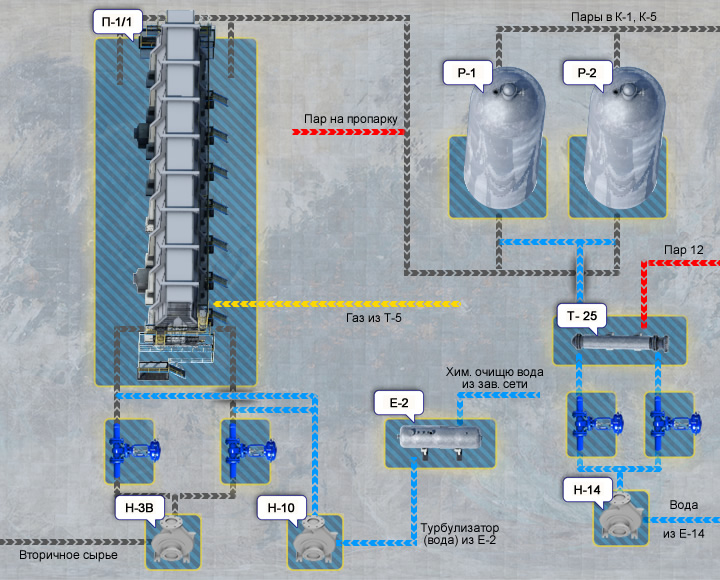 П-1/1
Пары в К-1, К-5
Р-1
Р-2
Пар на пропарку
Пар 12
Газ из Т-5
Т- 25
Хим. очищю вода
из зав. сети
Е-2
Н-3В
Н-10
Н-14
Турбулизатор
(вода) из Е-2
Вода
из Е-14
Вторичное сырье